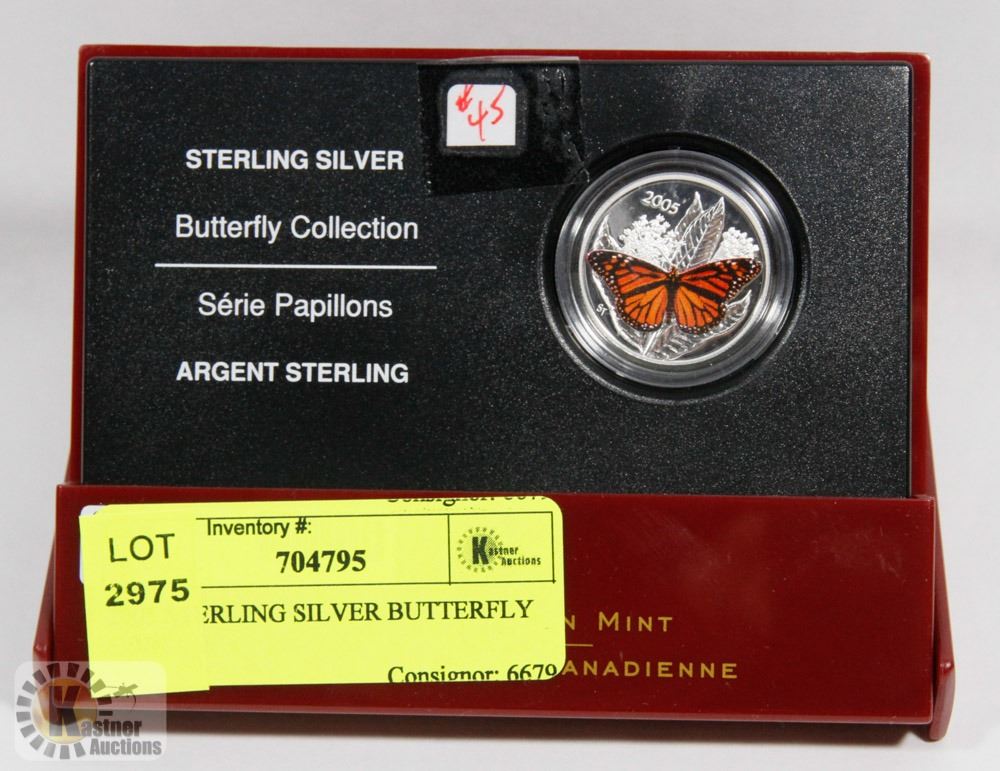 $45
STERLING SILVER
Butterfly Collection
Série Papillons
ARGENT STERLING
2005
ST
Inventory #:
704795
Kastner
Auctions
LOT
2975
ERLING SILVER BUTTERFLY
Consignor: 6679
N MINT
ANADIENNE
Kastner
Auctions